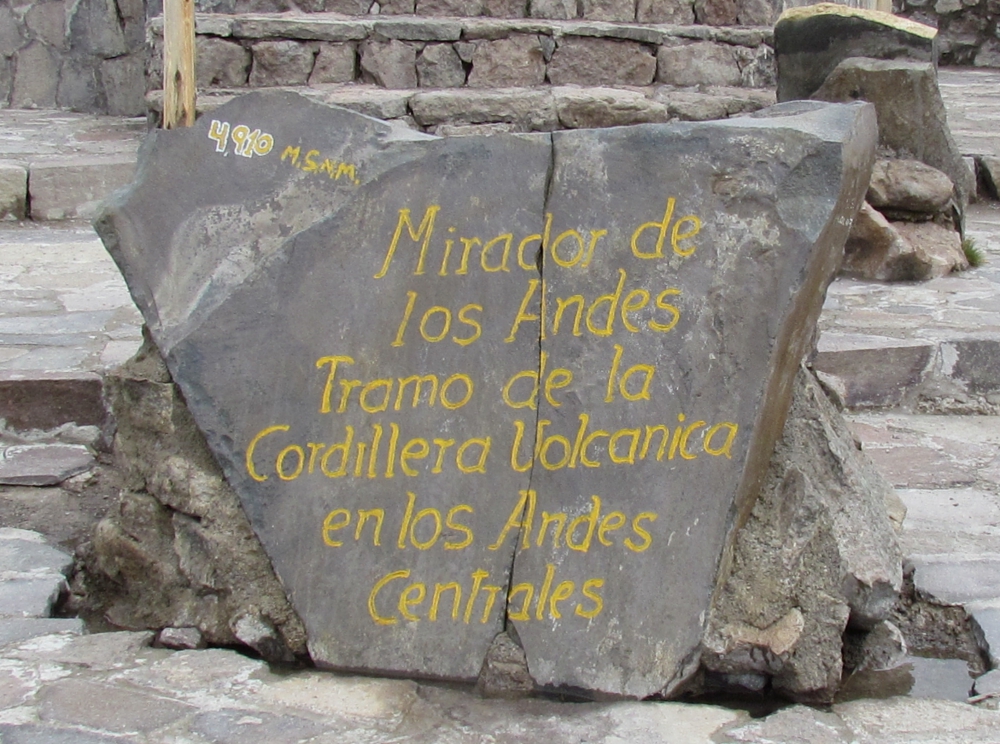 4910 M.S.N.M.
Mirador de
los Andes
Tramo de la
Cordillera Volcanica
en los Andes
Centrales